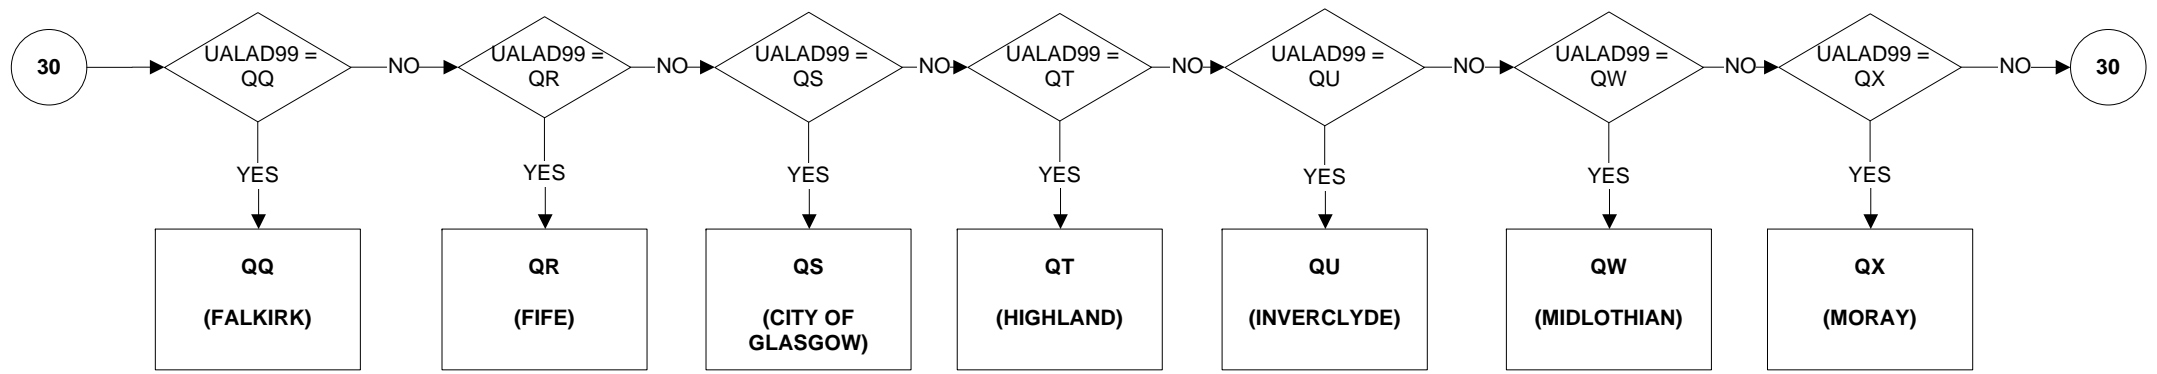 30
UALAD99 =
QQ
NO
UALAD99 =
QR
NO
UALAD99 =
QS
NO
UALAD99 =
QT
NO
UALAD99 =
QU
NO
UALAD99 =
QW
NO
UALAD99 =
QX
NO
30
YES
YES
YES
YES
YES
YES
YES
QQ
(FALKIRK)
QR
(FIFE)
QS
(CITY OF
GLASGOW)
QT
(HIGHLAND)
QU
(INVERCLYDE)
QW
(MIDLOTHIAN)
QX
(MORAY)